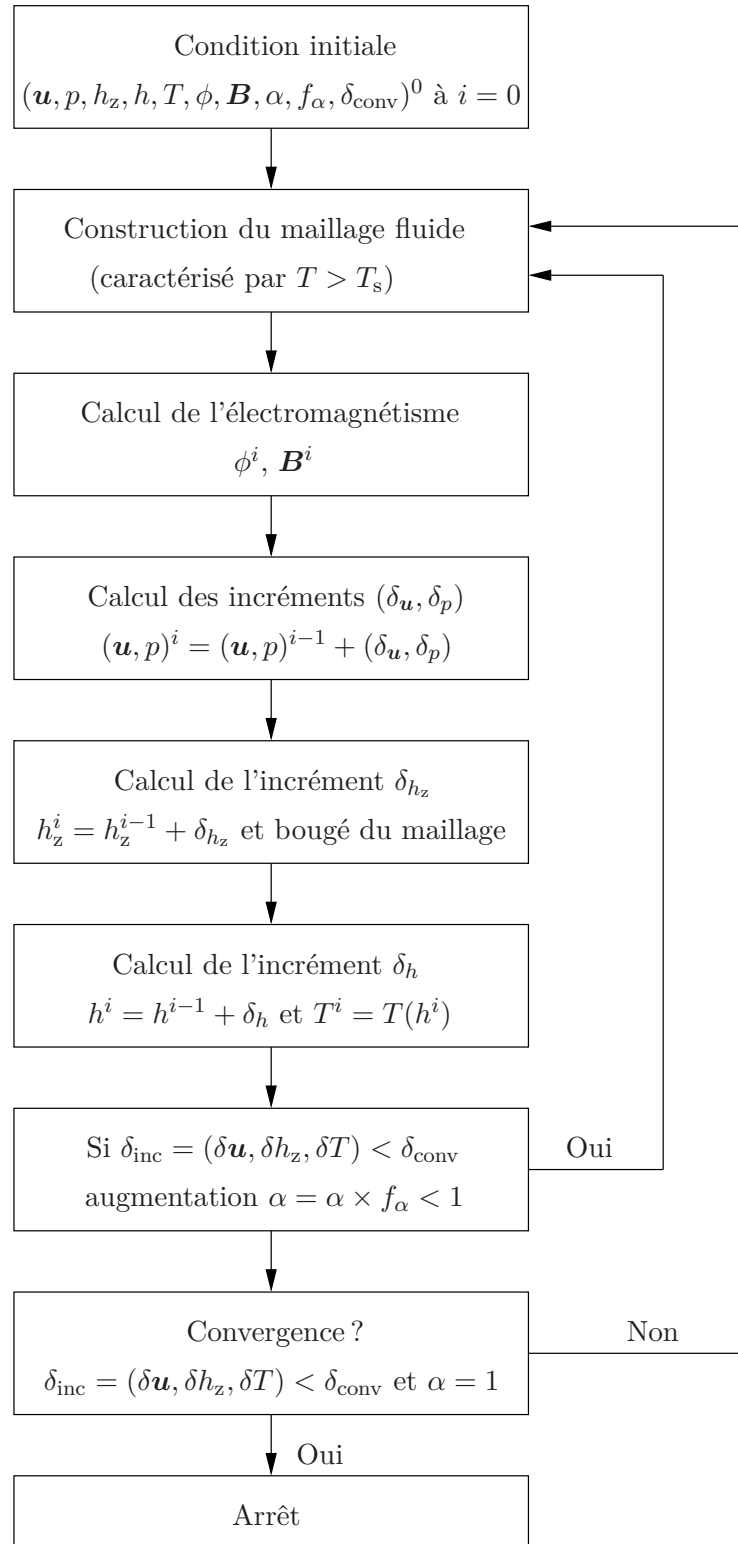 Condition initiale
(u, p, h_z, h, T, ϕ, B, α, f_α, δ_conv)^0 à i = 0
Construction du maillage fluide
(caractérisé par T > T_s)
Calcul de l'électromagnétisme
ϕ^i, B^i
Calcul des incréments (δ_u, δ_p)
(u, p)^i = (u, p)^{i−1} + (δ_u, δ_p)
Calcul de l'incrément δ_{h_z}
h_z^i = h_z^{i−1} + δ_{h_z} et bougé du maillage
Calcul de l'incrément δ_h
h^i = h^{i−1} + δ_h et T^i = T(h^i)
Si δ_inc = (δu, δh_z, δT) < δ_conv
augmentation α = α × f_α < 1
Oui
Convergence ?
δ_inc = (δu, δh_z, δT) < δ_conv et α = 1
Non
Oui
Arrêt